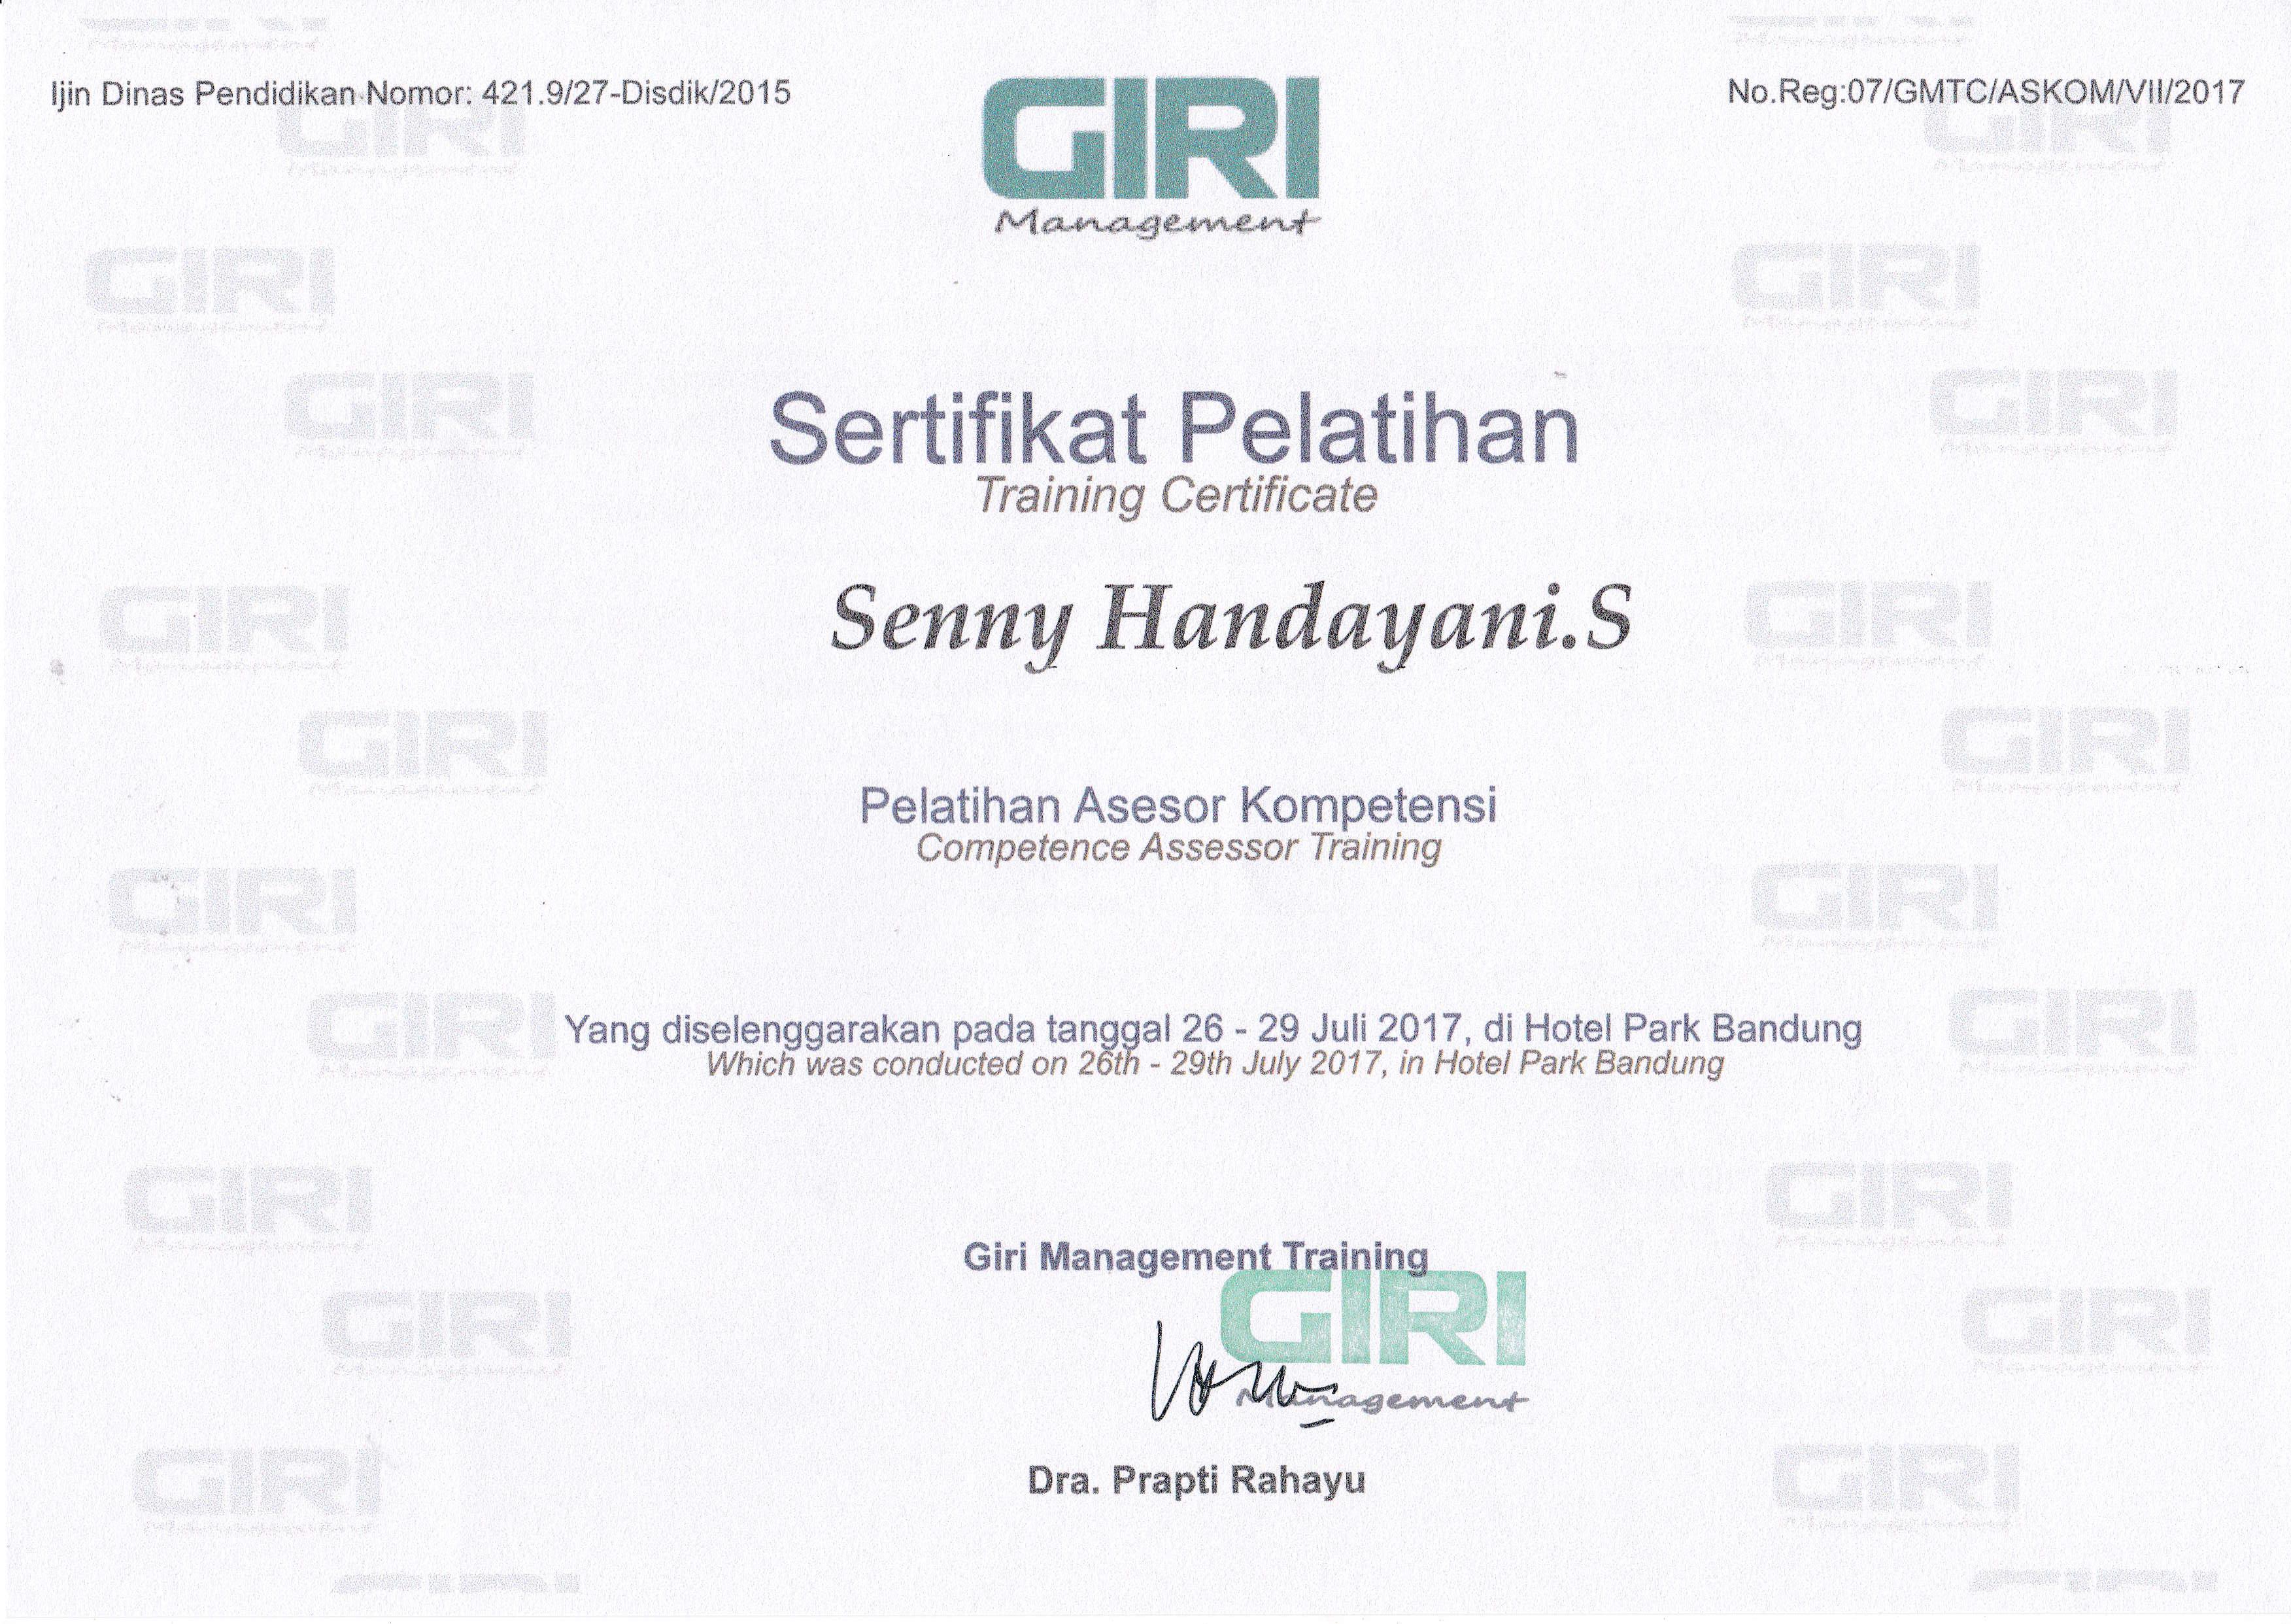 Ijin Dinas Pendidikan Nomor: 421.9/27-Disdik/2015
No.Reg:07/GMTC/ASKOM/VII/2017
GIRI
Management
Sertifikat Pelatihan
Training Certificate
Senny Handayani.S
Pelatihan Asesor Kompetensi
Competence Assessor Training
Yang diselenggarakan pada tanggal 26 - 29 Juli 2017, di Hotel Park Bandung
Which was conducted on 26th - 29th July 2017, in Hotel Park Bandung
Giri Management Training
GIRI
Management
Dra. Prapti Rahayu